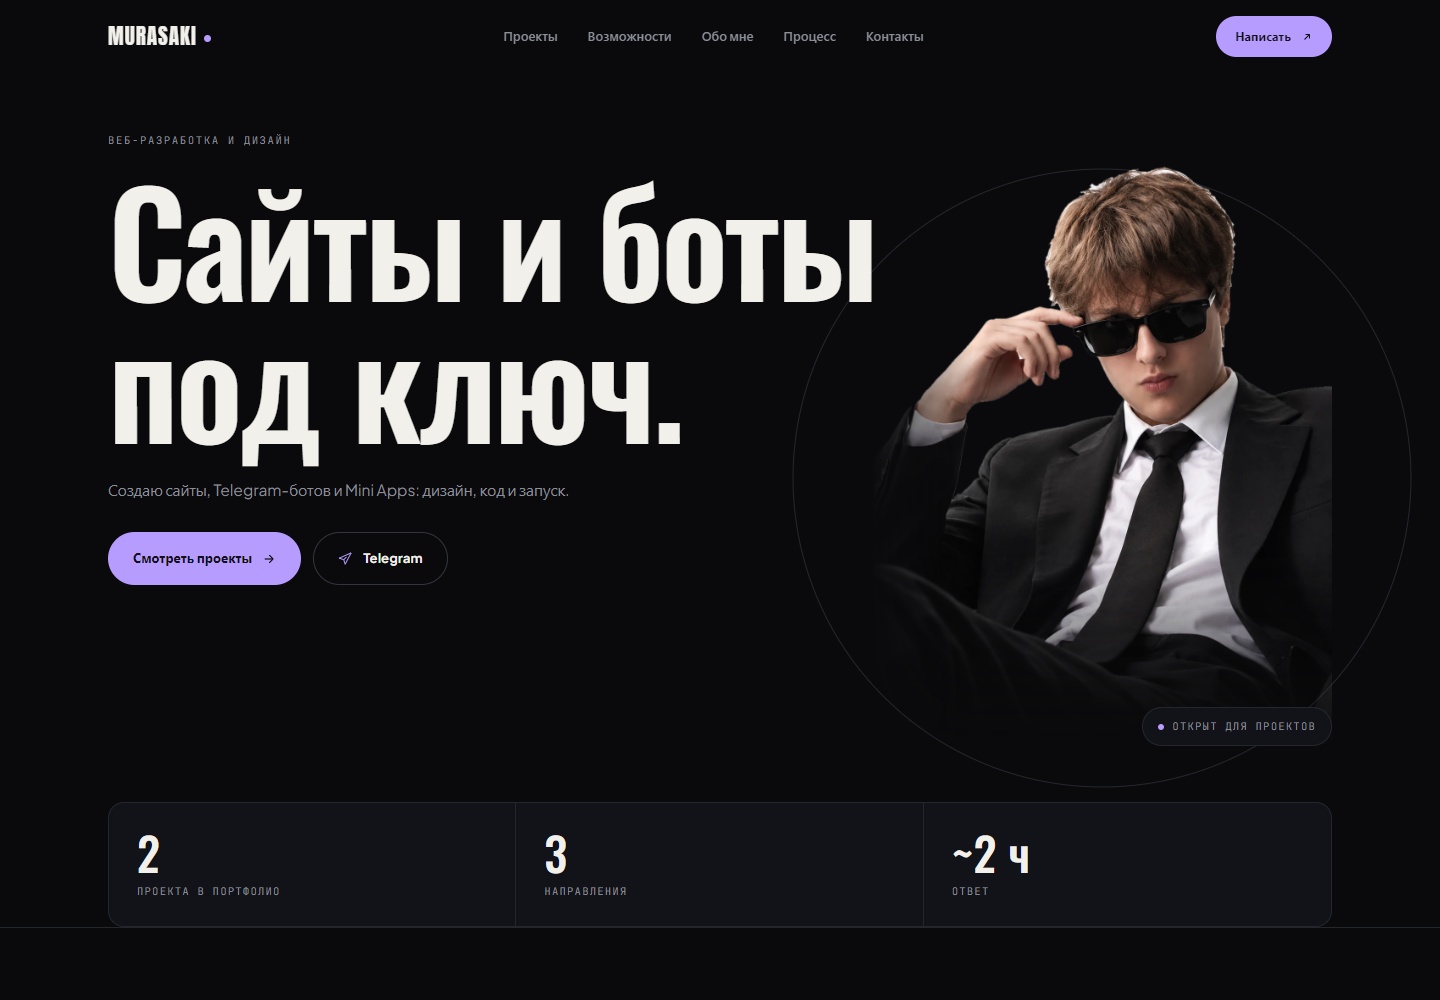 MURASAKI
Проекты Возможности Обо мне Процесс Контакты
Написать
ВЕБ-РАЗРАБОТКА И ДИЗАЙН
Сайты и боты
под ключ.
Создаю сайты, Telegram-ботов и Mini Apps: дизайн, код и запуск.
Смотреть проекты
Telegram
ОТКРЫТ ДЛЯ ПРОЕКТОВ
2
ПРОЕКТА В ПОРТФОЛИО
3
НАПРАВЛЕНИЯ
~2 ч
ОТВЕТ